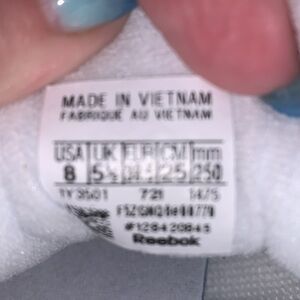 MADE IN VIETNAM
FABRIQUE AU VIETNAM
USA UK EUR CM mm
8 5½ 25 250
1Y3501 721 14/5
#128420845
Reebok